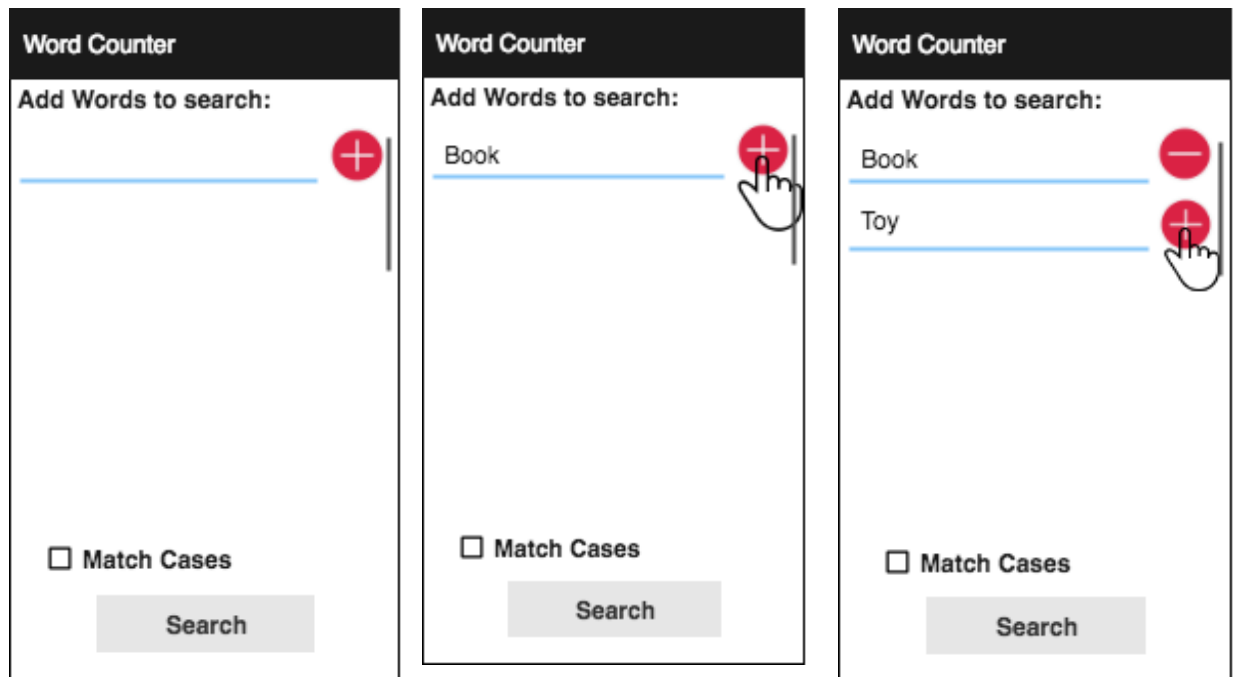 Word Counter
Add Words to search:
Match Cases
Search
Word Counter
Add Words to search:
Book
Match Cases
Search
Word Counter
Add Words to search:
Book
Toy
Match Cases
Search